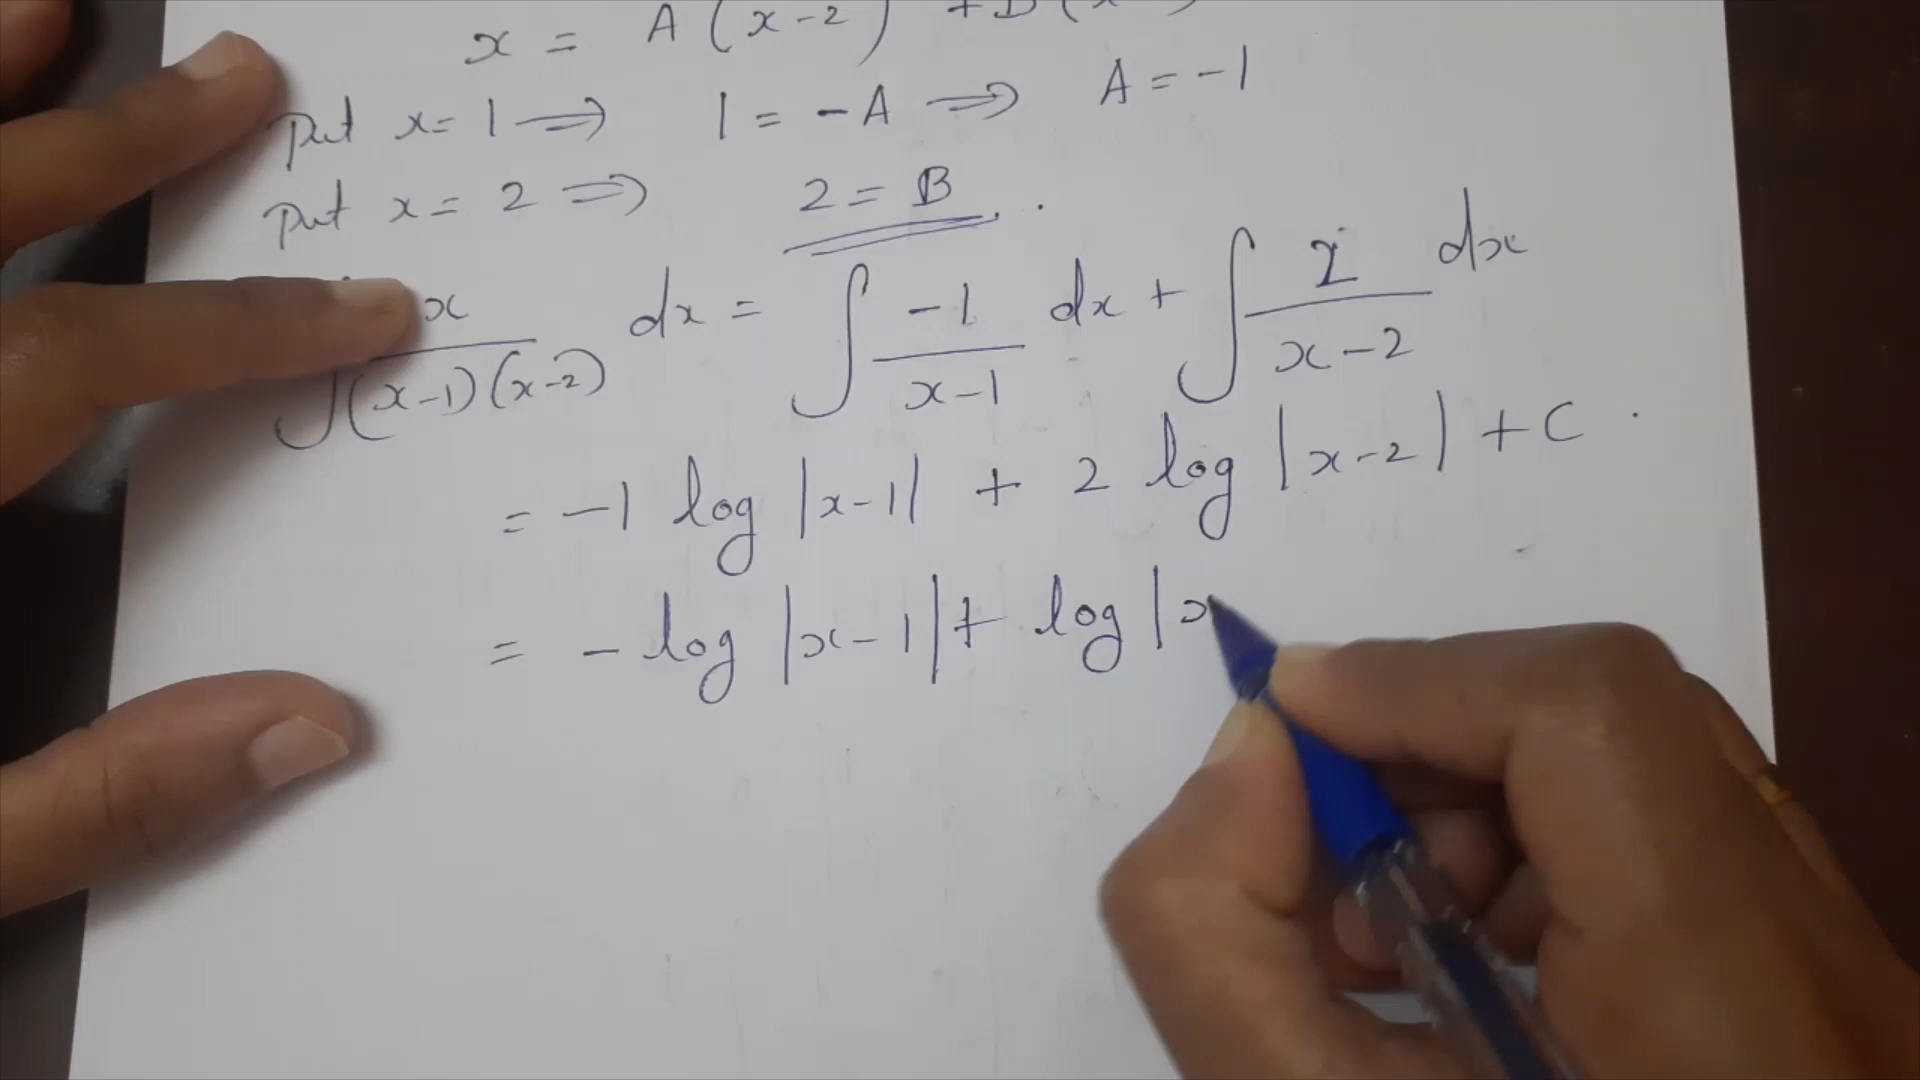 x = A (x-2) + B (x
Put x = 1 ⟹ 1 = -A ⟹ A = -1
Put x = 2 ⟹ 2 = B .
∫ x/((x-1)(x-2)) dx = ∫ -1/(x-1) dx + ∫ 2/(x-2) dx
= -1 log |x-1| + 2 log |x-2| + C .
= - log |x-1| + log |x